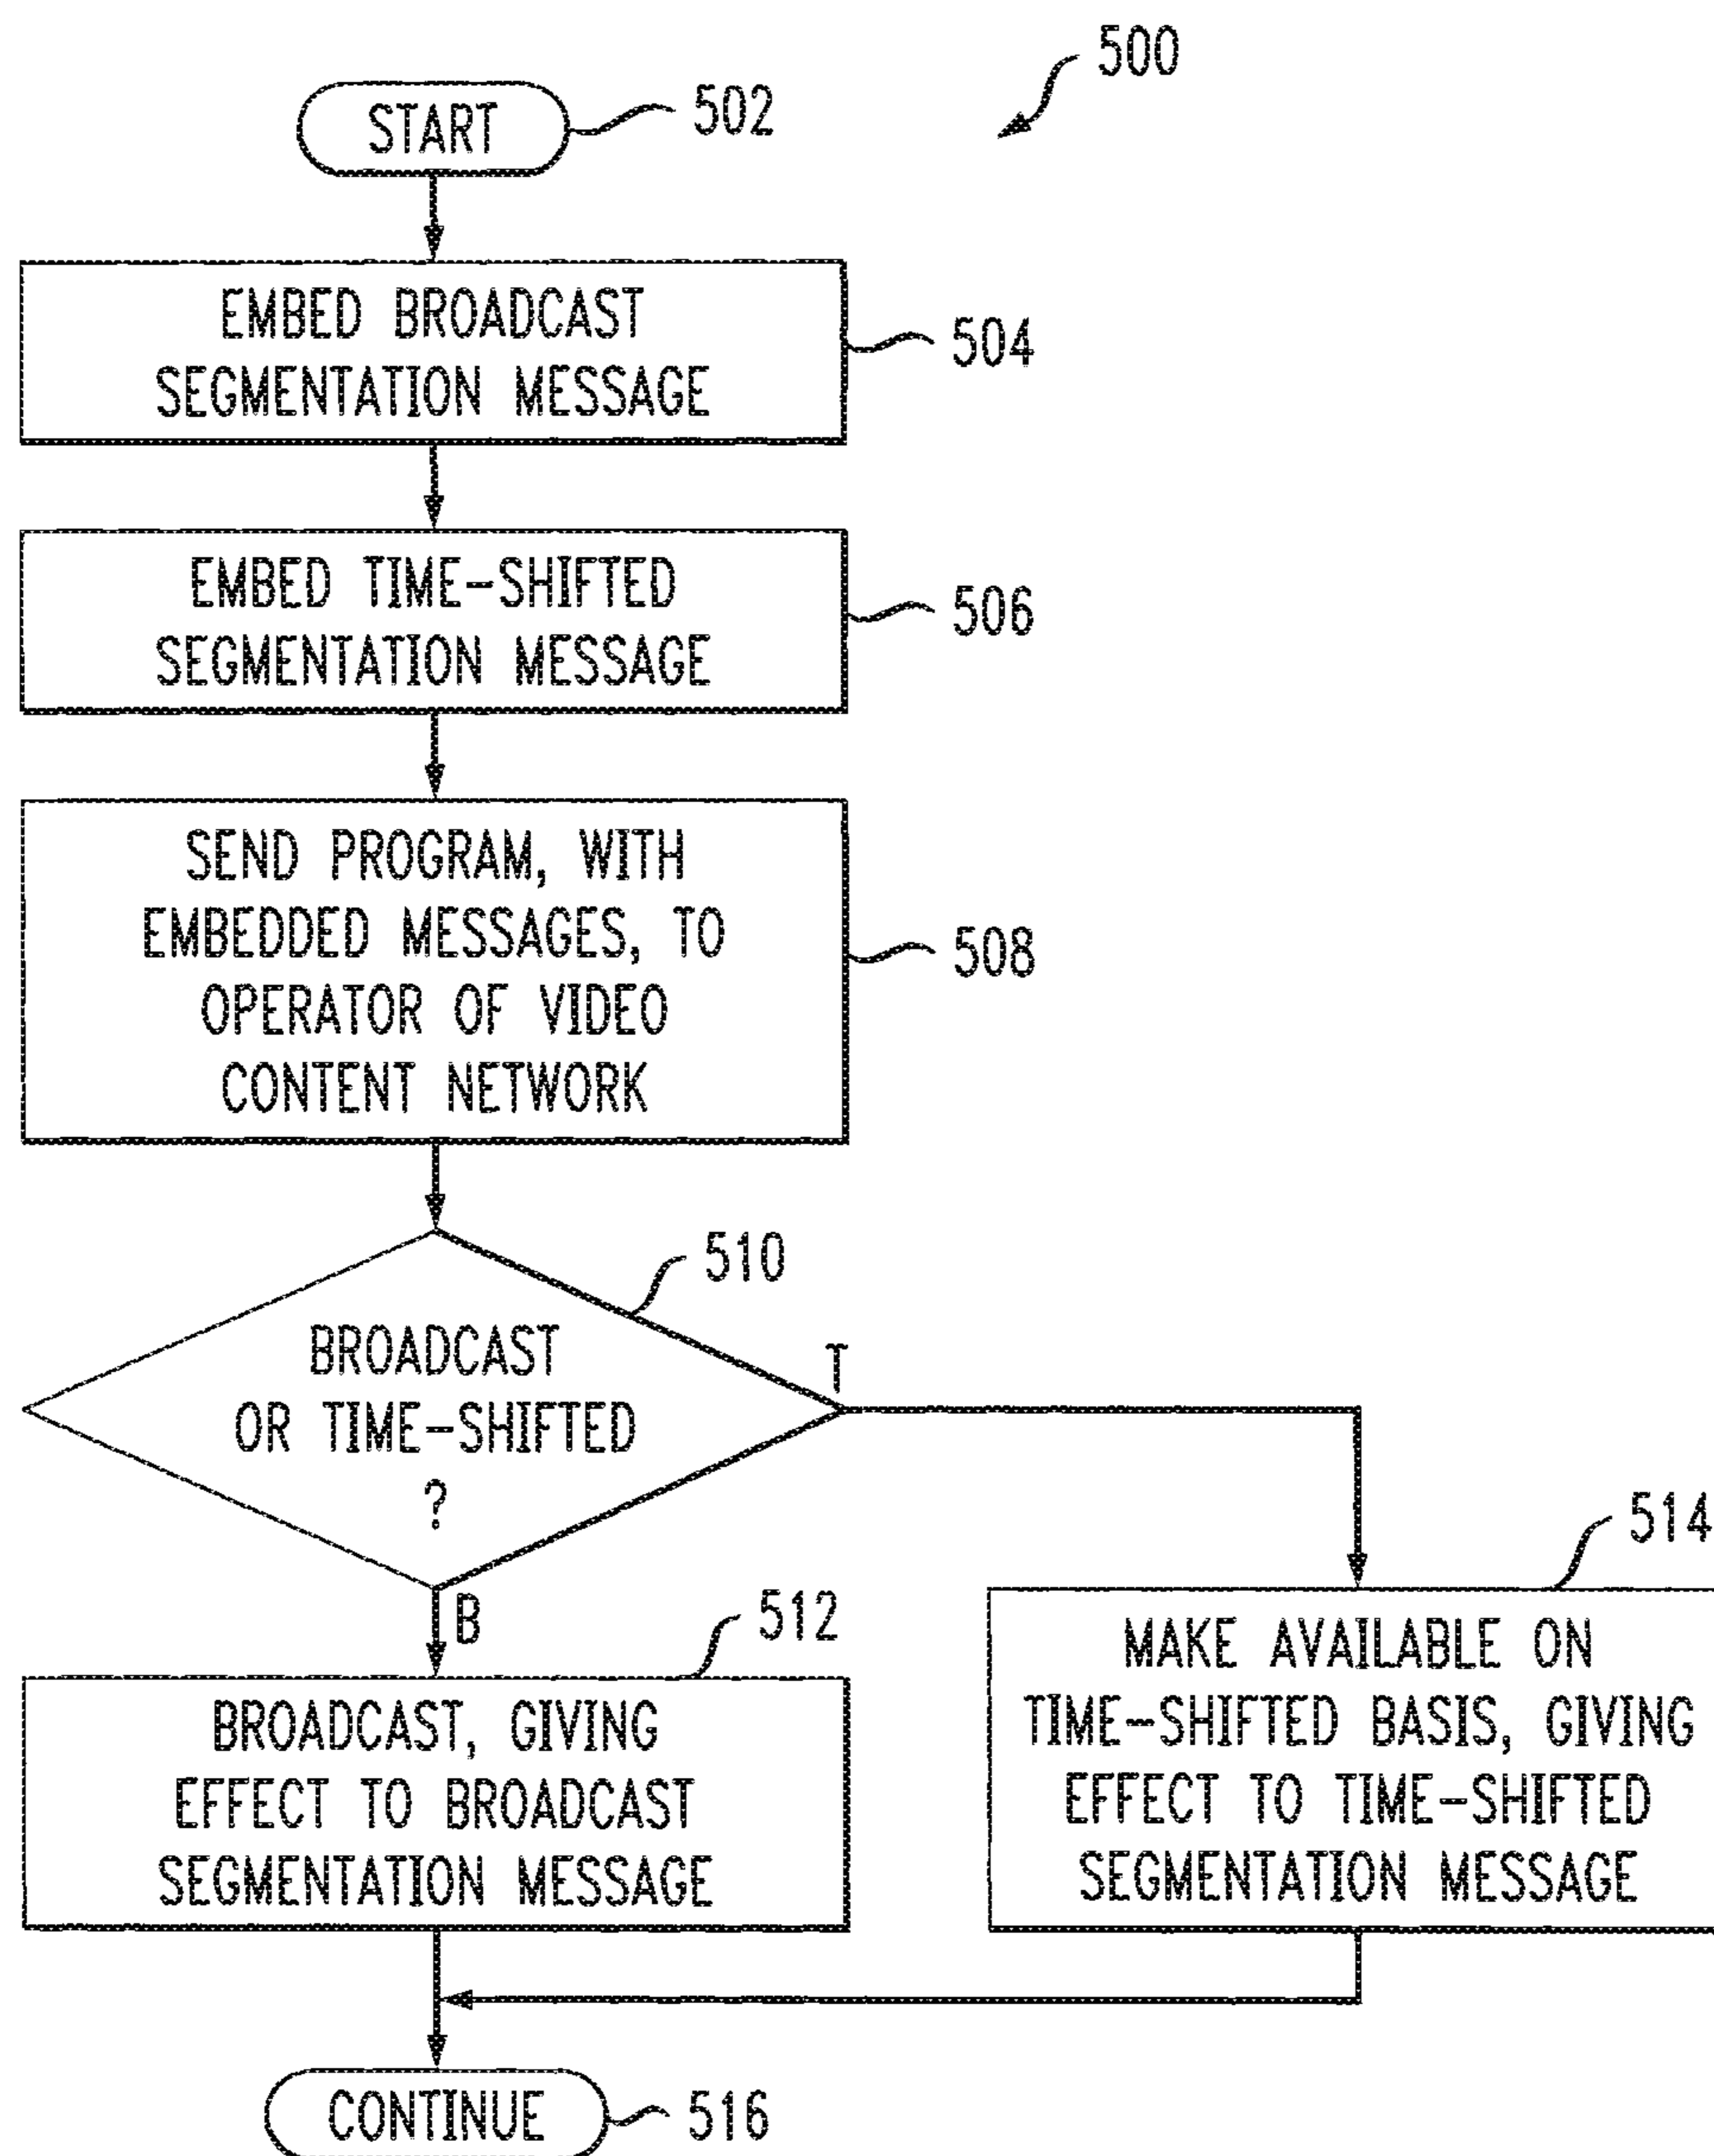 500
START
502
EMBED BROADCAST
SEGMENTATION MESSAGE
504
EMBED TIME-SHIFTED
SEGMENTATION MESSAGE
506
SEND PROGRAM, WITH
EMBEDDED MESSAGES, TO
OPERATOR OF VIDEO
CONTENT NETWORK
508
510
BROADCAST
OR TIME-SHIFTED
?
T
B
512
BROADCAST, GIVING
EFFECT TO BROADCAST
SEGMENTATION MESSAGE
514
MAKE AVAILABLE ON
TIME-SHIFTED BASIS, GIVING
EFFECT TO TIME-SHIFTED
SEGMENTATION MESSAGE
CONTINUE
516